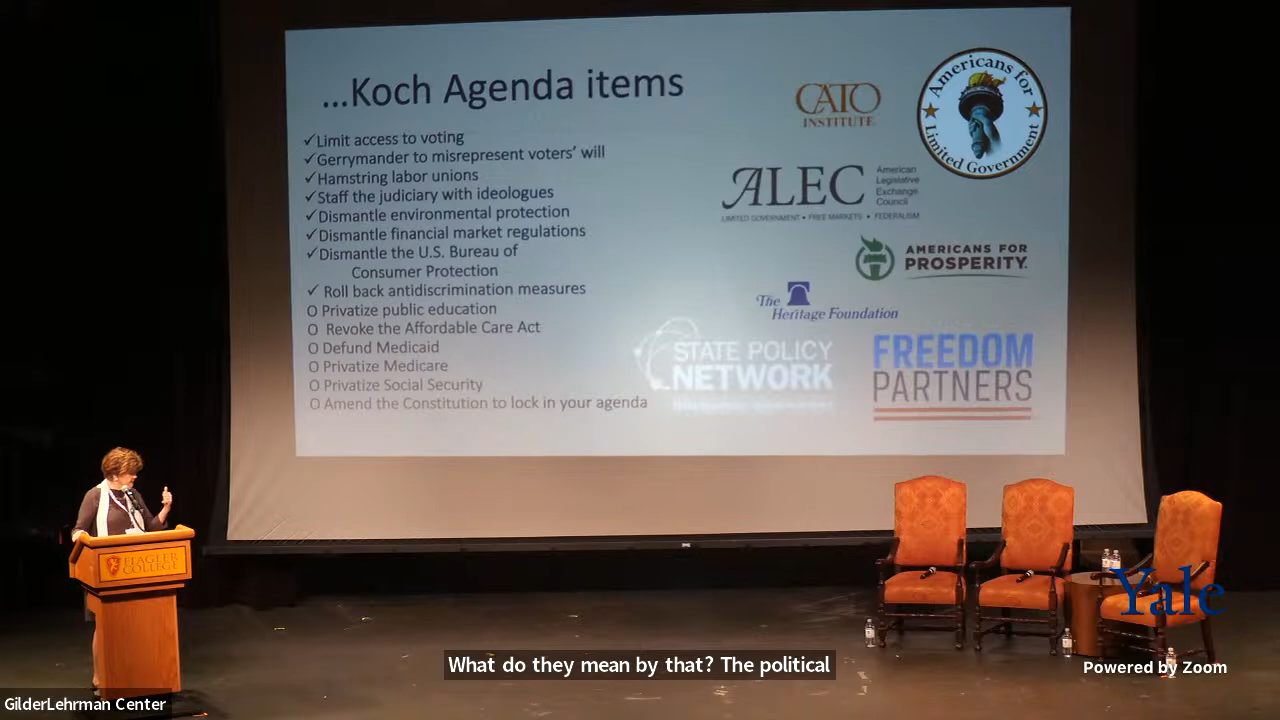 ...Koch Agenda items
✓Limit access to voting
✓Gerrymander to misrepresent voters' will
✓Hamstring labor unions
✓Staff the judiciary with ideologues
✓Dismantle environmental protection
✓Dismantle financial market regulations
✓Dismantle the U.S. Bureau of
Consumer Protection
✓ Roll back antidiscrimination measures
O Privatize public education
O Revoke the Affordable Care Act
O Defund Medicaid
O Privatize Medicare
O Privatize Social Security
O Amend the Constitution to lock in your agenda
CATO
INSTITUTE
Americans for
Limited Government
ALEC
American
Legislative
Exchange
Council
LIMITED GOVERNMENT • FREE MARKETS • FEDERALISM
AMERICANS FOR
PROSPERITY.
The
Heritage Foundation
STATE POLICY
NETWORK
FREEDOM
PARTNERS
FLAGLER
COLLEGE
Yale
What do they mean by that? The political
Powered by Zoom
GilderLehrman Center